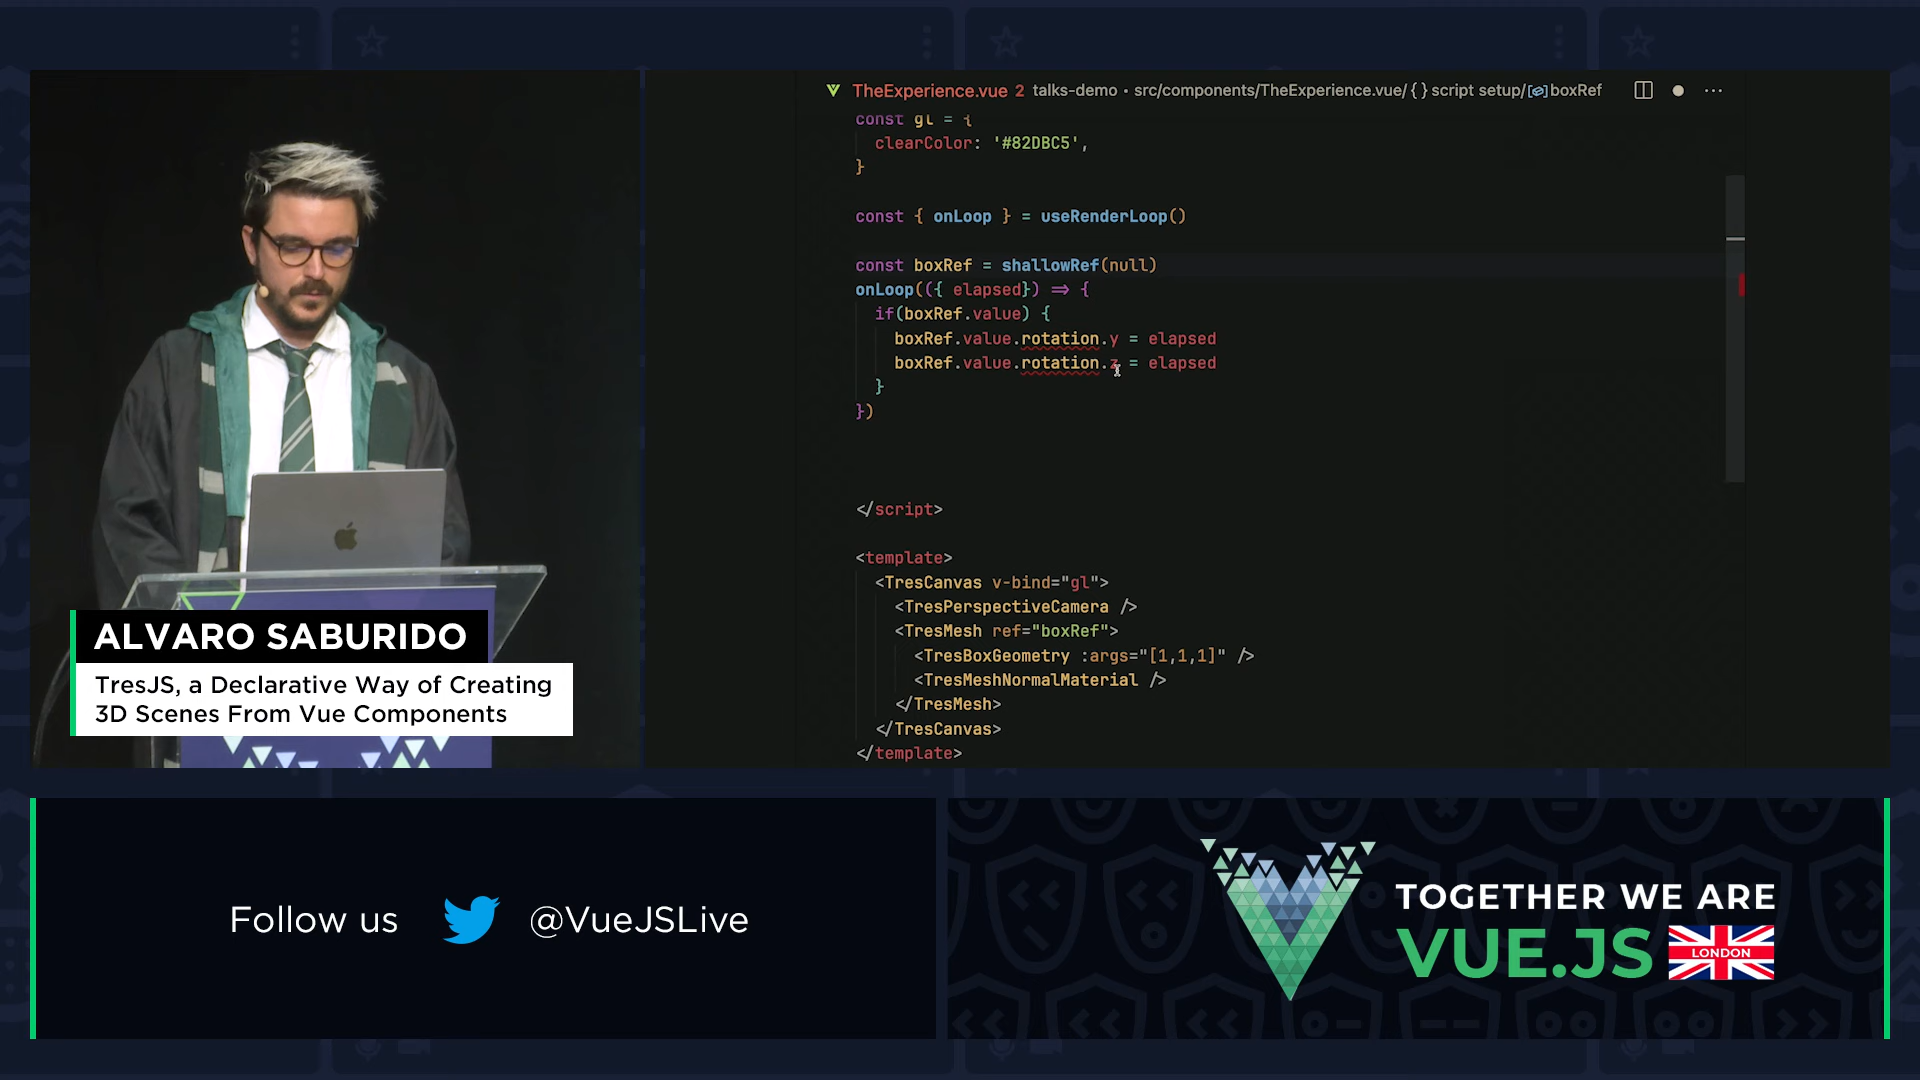 TheExperience.vue 2 talks-demo • src/components/TheExperience.vue/{ } script setup/[]boxRef
const gl = {
clearColor: '#82DBC5',
}
const { onLoop } = useRenderLoop()
const boxRef = shallowRef(null)
onLoop(({ elapsed}) => {
if(boxRef.value) {
boxRef.value.rotation.y = elapsed
boxRef.value.rotation.z = elapsed
}
})
</script>
<template>
<TresCanvas v-bind="gl">
<TresPerspectiveCamera />
<TresMesh ref="boxRef">
<TresBoxGeometry :args="[1,1,1]" />
<TresMeshNormalMaterial />
</TresMesh>
</TresCanvas>
</template>
ALVARO SABURIDO
TresJS, a Declarative Way of Creating
3D Scenes From Vue Components
Follow us @VueJSLive
TOGETHER WE ARE
VUE.JS
LONDON